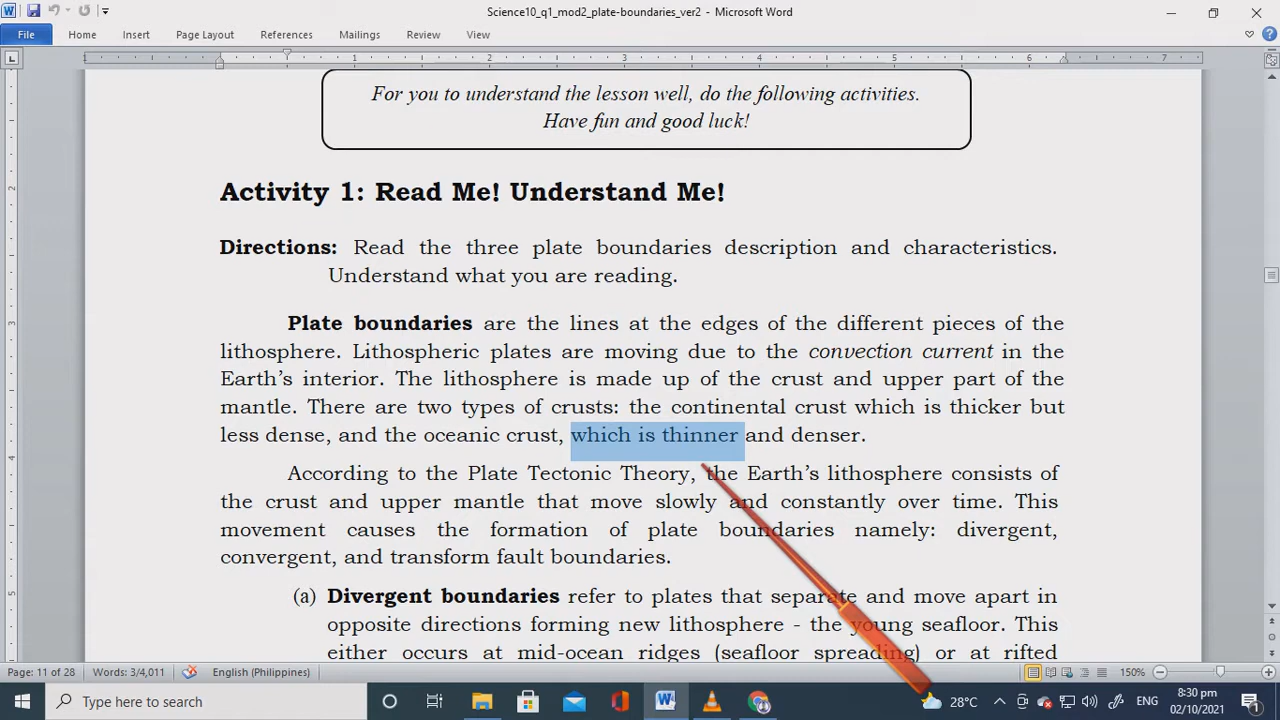 Science10_q1_mod2_plate-boundaries_ver2 - Microsoft Word
File Home Insert Page Layout References Mailings Review View
1 1 2 3 4 5 6 7
For you to understand the lesson well, do the following activities.
Have fun and good luck!
Activity 1: Read Me! Understand Me!
Directions: Read the three plate boundaries description and characteristics.
Understand what you are reading.
Plate boundaries are the lines at the edges of the different pieces of the
lithosphere. Lithospheric plates are moving due to the convection current in the
Earth's interior. The lithosphere is made up of the crust and upper part of the
mantle. There are two types of crusts: the continental crust which is thicker but
less dense, and the oceanic crust, which is thinner and denser.
According to the Plate Tectonic Theory, the Earth's lithosphere consists of
the crust and upper mantle that move slowly and constantly over time. This
movement causes the formation of plate boundaries namely: divergent,
convergent, and transform fault boundaries.
(a) Divergent boundaries refer to plates that separate and move apart in
opposite directions forming new lithosphere - the young seafloor. This
either occurs at mid-ocean ridges (seafloor spreading) or at rifted
Page: 11 of 28 Words: 3/4,011 English (Philippines) 150%
Type here to search 28°C ENG 8:30 pm
02/10/2021 1